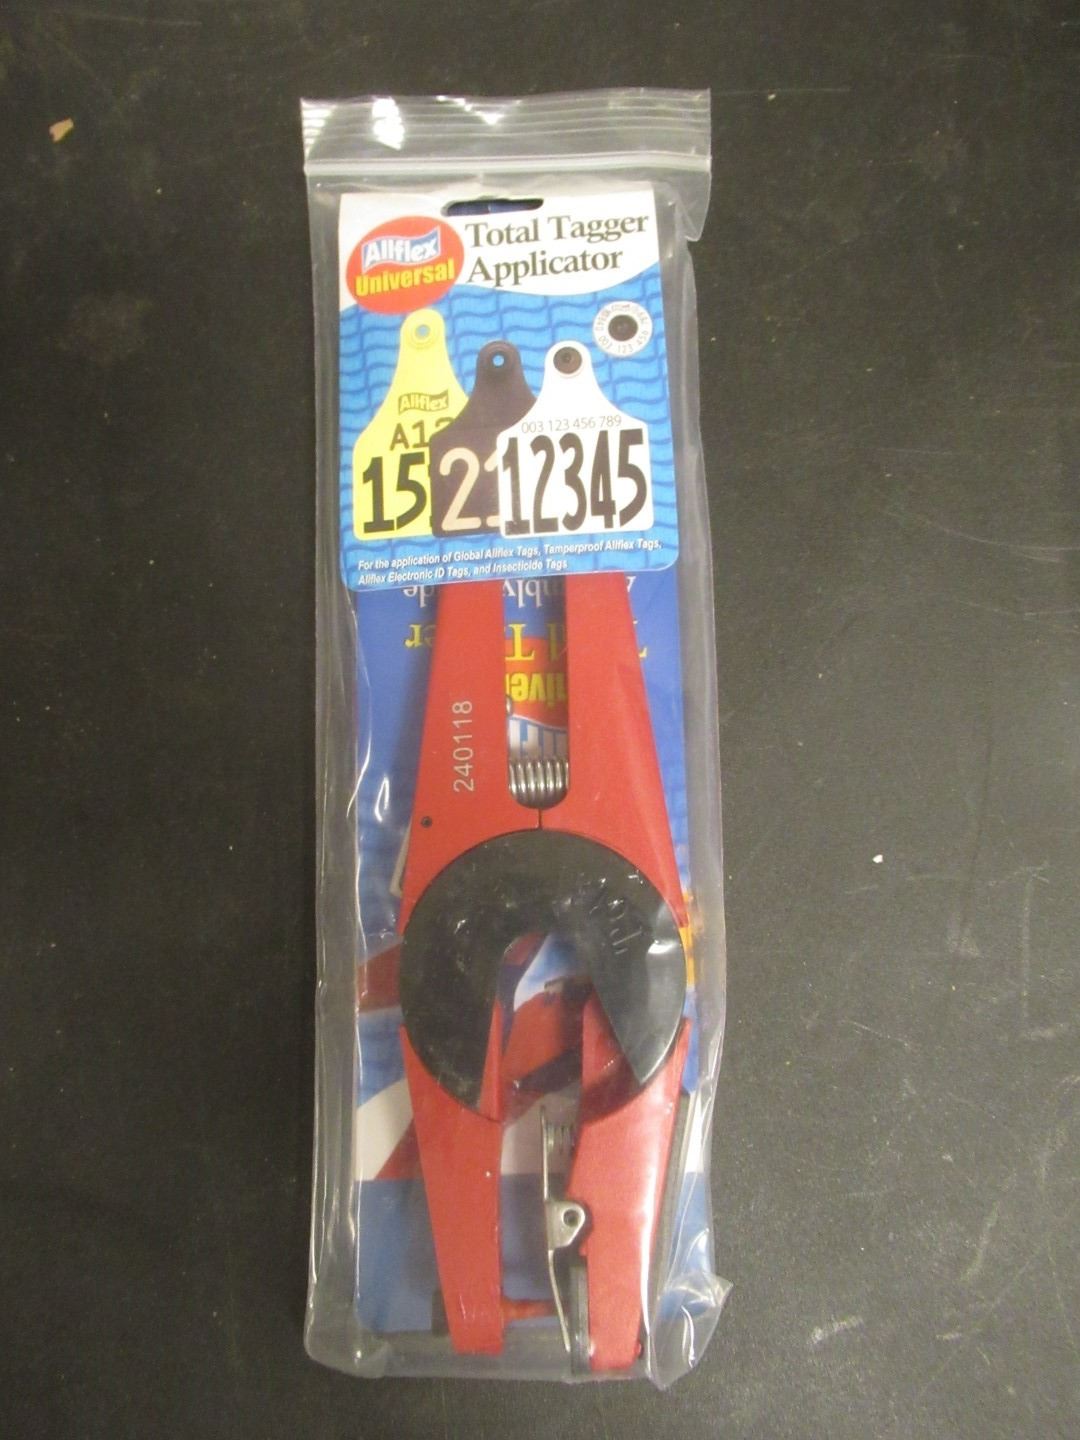 Allflex
Universal
Total Tagger
Applicator
Allflex
A12
15
21
003 123 456 789
12345
For the application of Global Allflex Tags, Tamperproof Allflex Tags,
Allflex Electronic ID Tags, and Insecticide Tags
240118